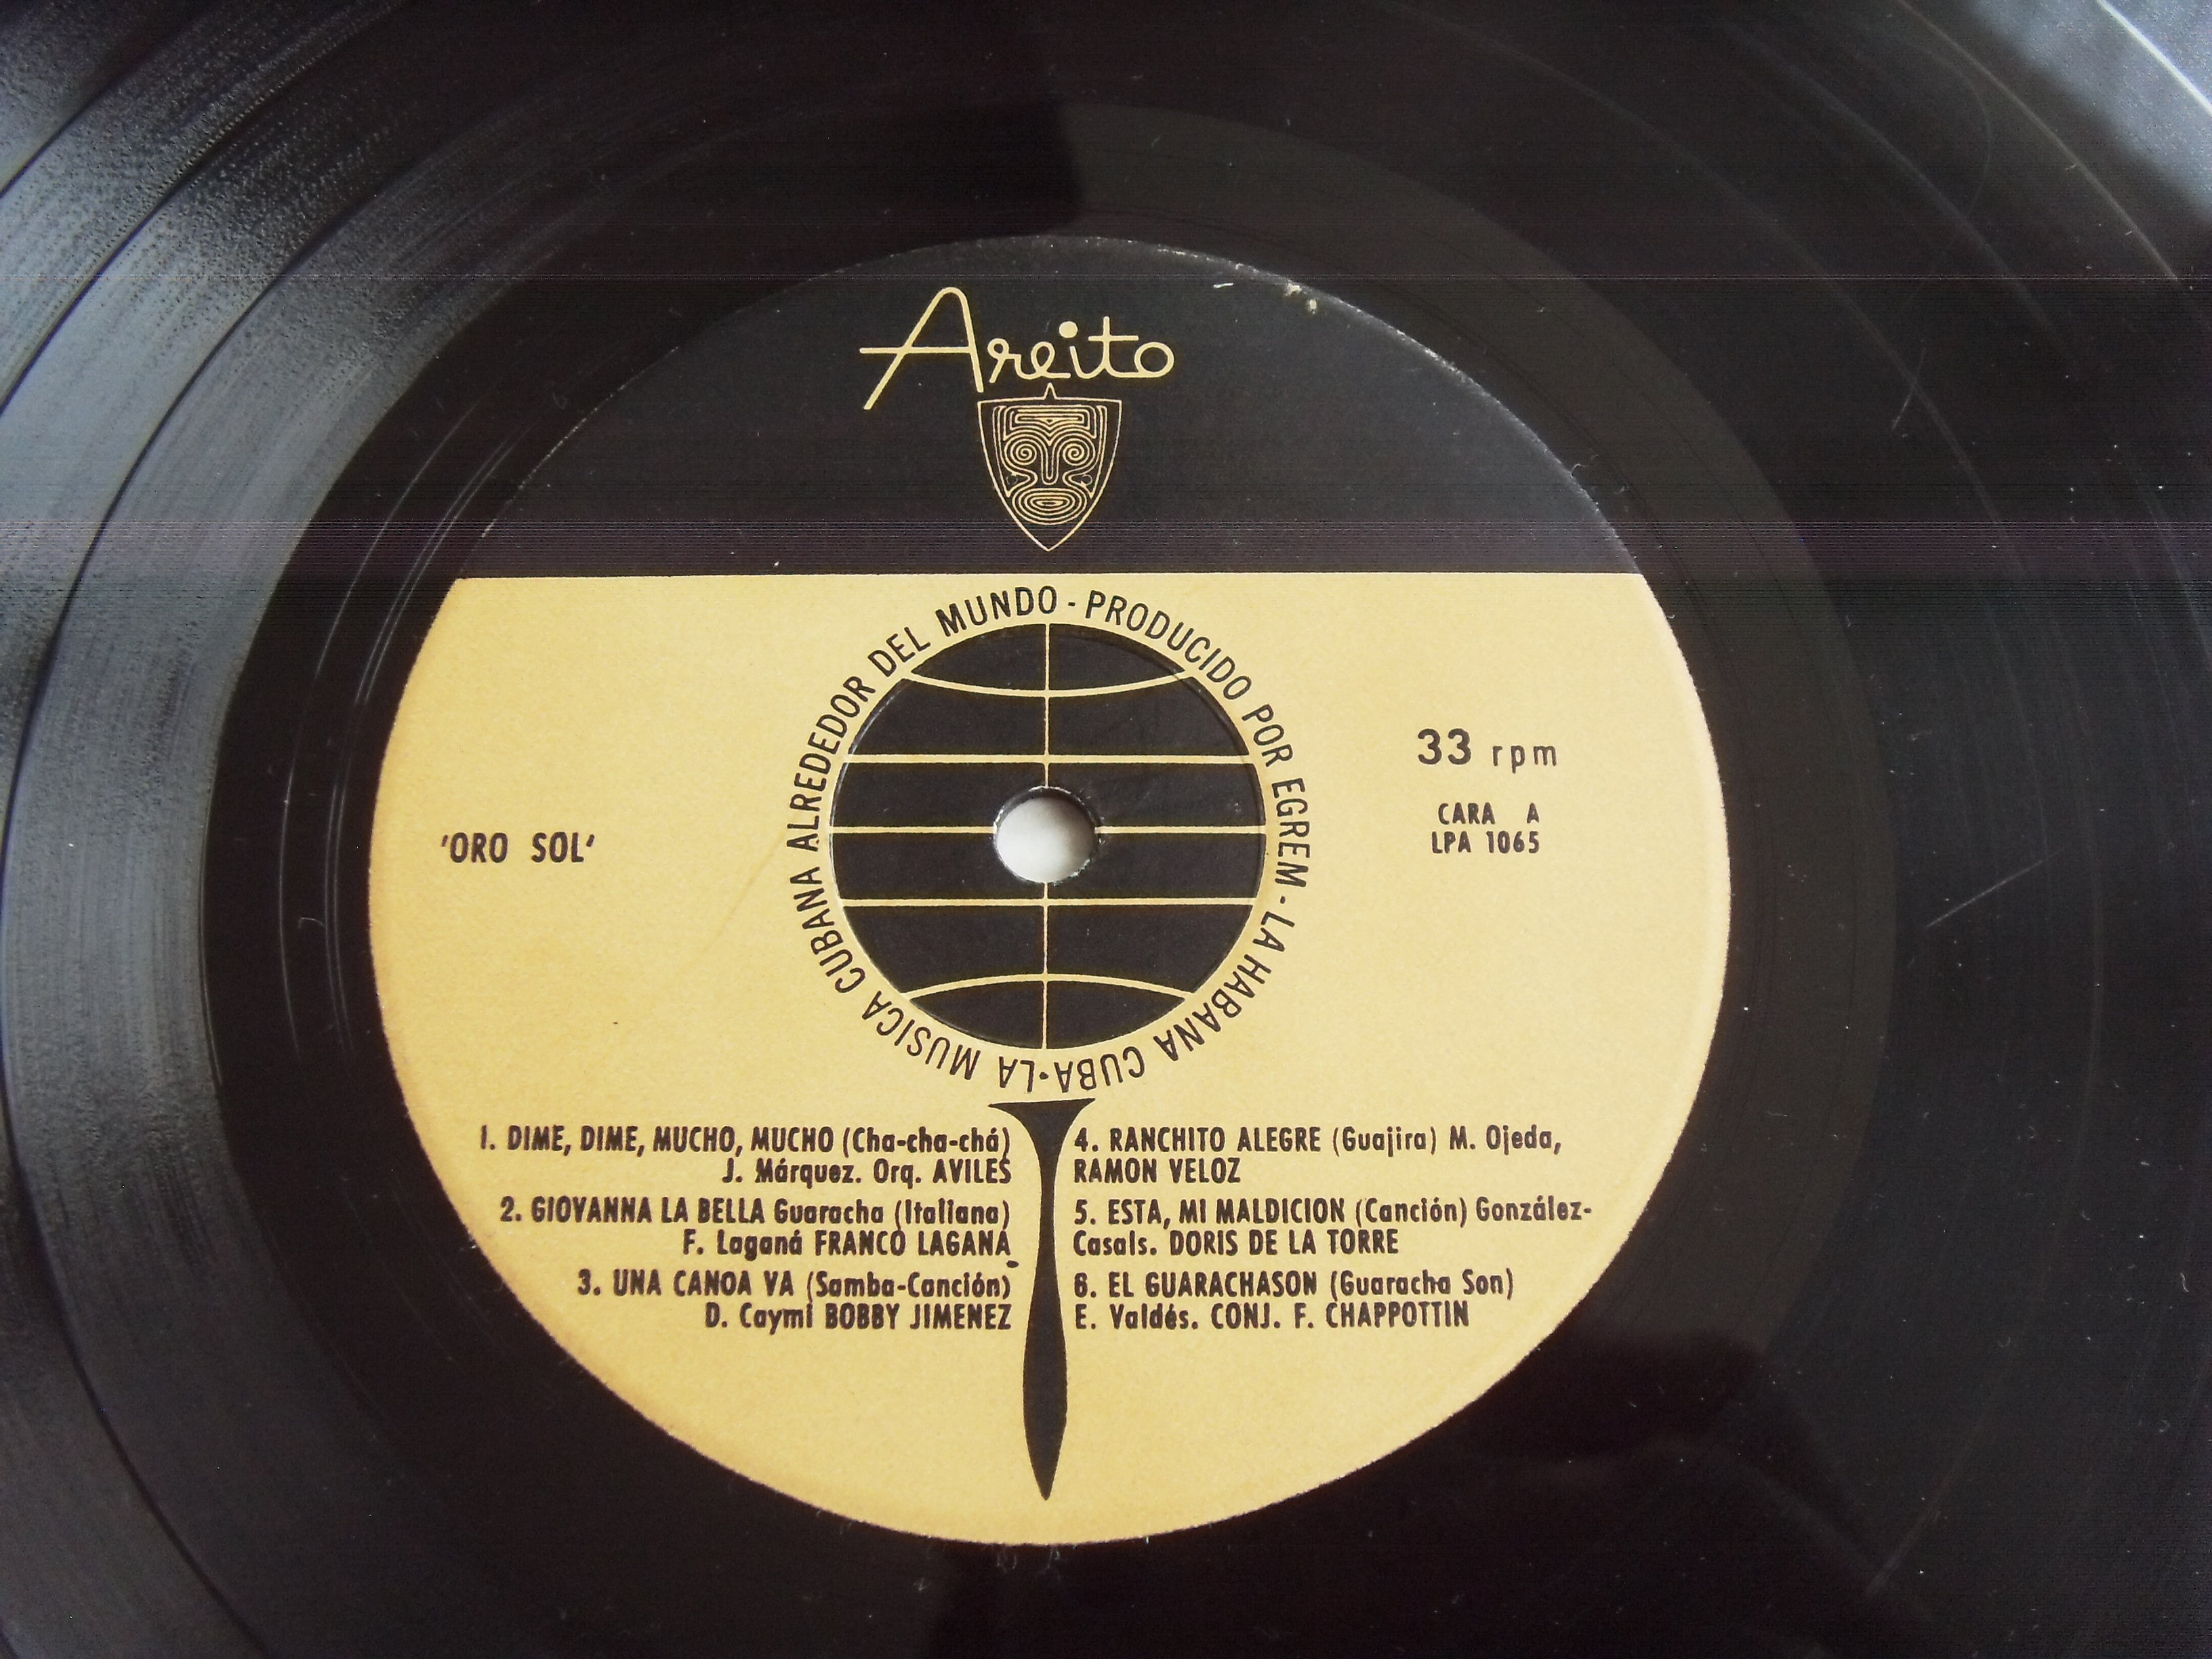 Areito
LA MUSICA CUBANA ALREDEDOR DEL MUNDO - PRODUCIDO POR EGREM - LA HABANA CUBA -
33 rpm
CARA A
LPA 1065
'ORO SOL'
1. DIME, DIME, MUCHO, MUCHO (Cha-cha-chá)
J. Márquez. Orq. AVILES
2. GIOVANNA LA BELLA Guaracha (Italiana)
F. Laganá FRANCO LAGANA
3. UNA CANOA VA (Samba-Canción)
D. Caymi BOBBY JIMENEZ
4. RANCHITO ALEGRE (Guajira) M. Ojeda,
RAMON VELOZ
5. ESTA, MI MALDICION (Canción) González-
Casals. DORIS DE LA TORRE
6. EL GUARACHASON (Guaracha Son)
E. Valdés. CONJ. F. CHAPPOTTIN